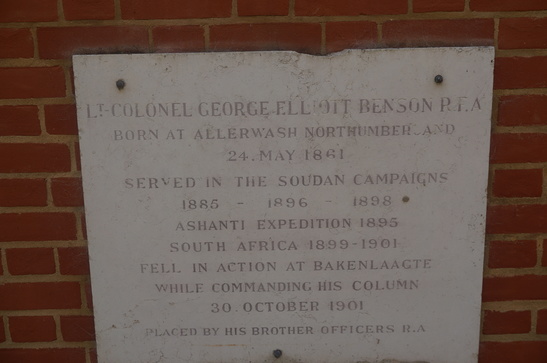 LT-COLONEL GEORGE ELLIOTT BENSON R.F.A
BORN AT ALLERWASH NORTHUMBERLAND
24. MAY 1861
SERVED IN THE SOUDAN CAMPAIGNS
1885 - 1896 - 1898
ASHANTI EXPEDITION 1895
SOUTH AFRICA 1899-1901
FELL IN ACTION AT BAKENLAAGTE
WHILE COMMANDING HIS COLUMN
30. OCTOBER 1901
PLACED BY HIS BROTHER OFFICERS R.A